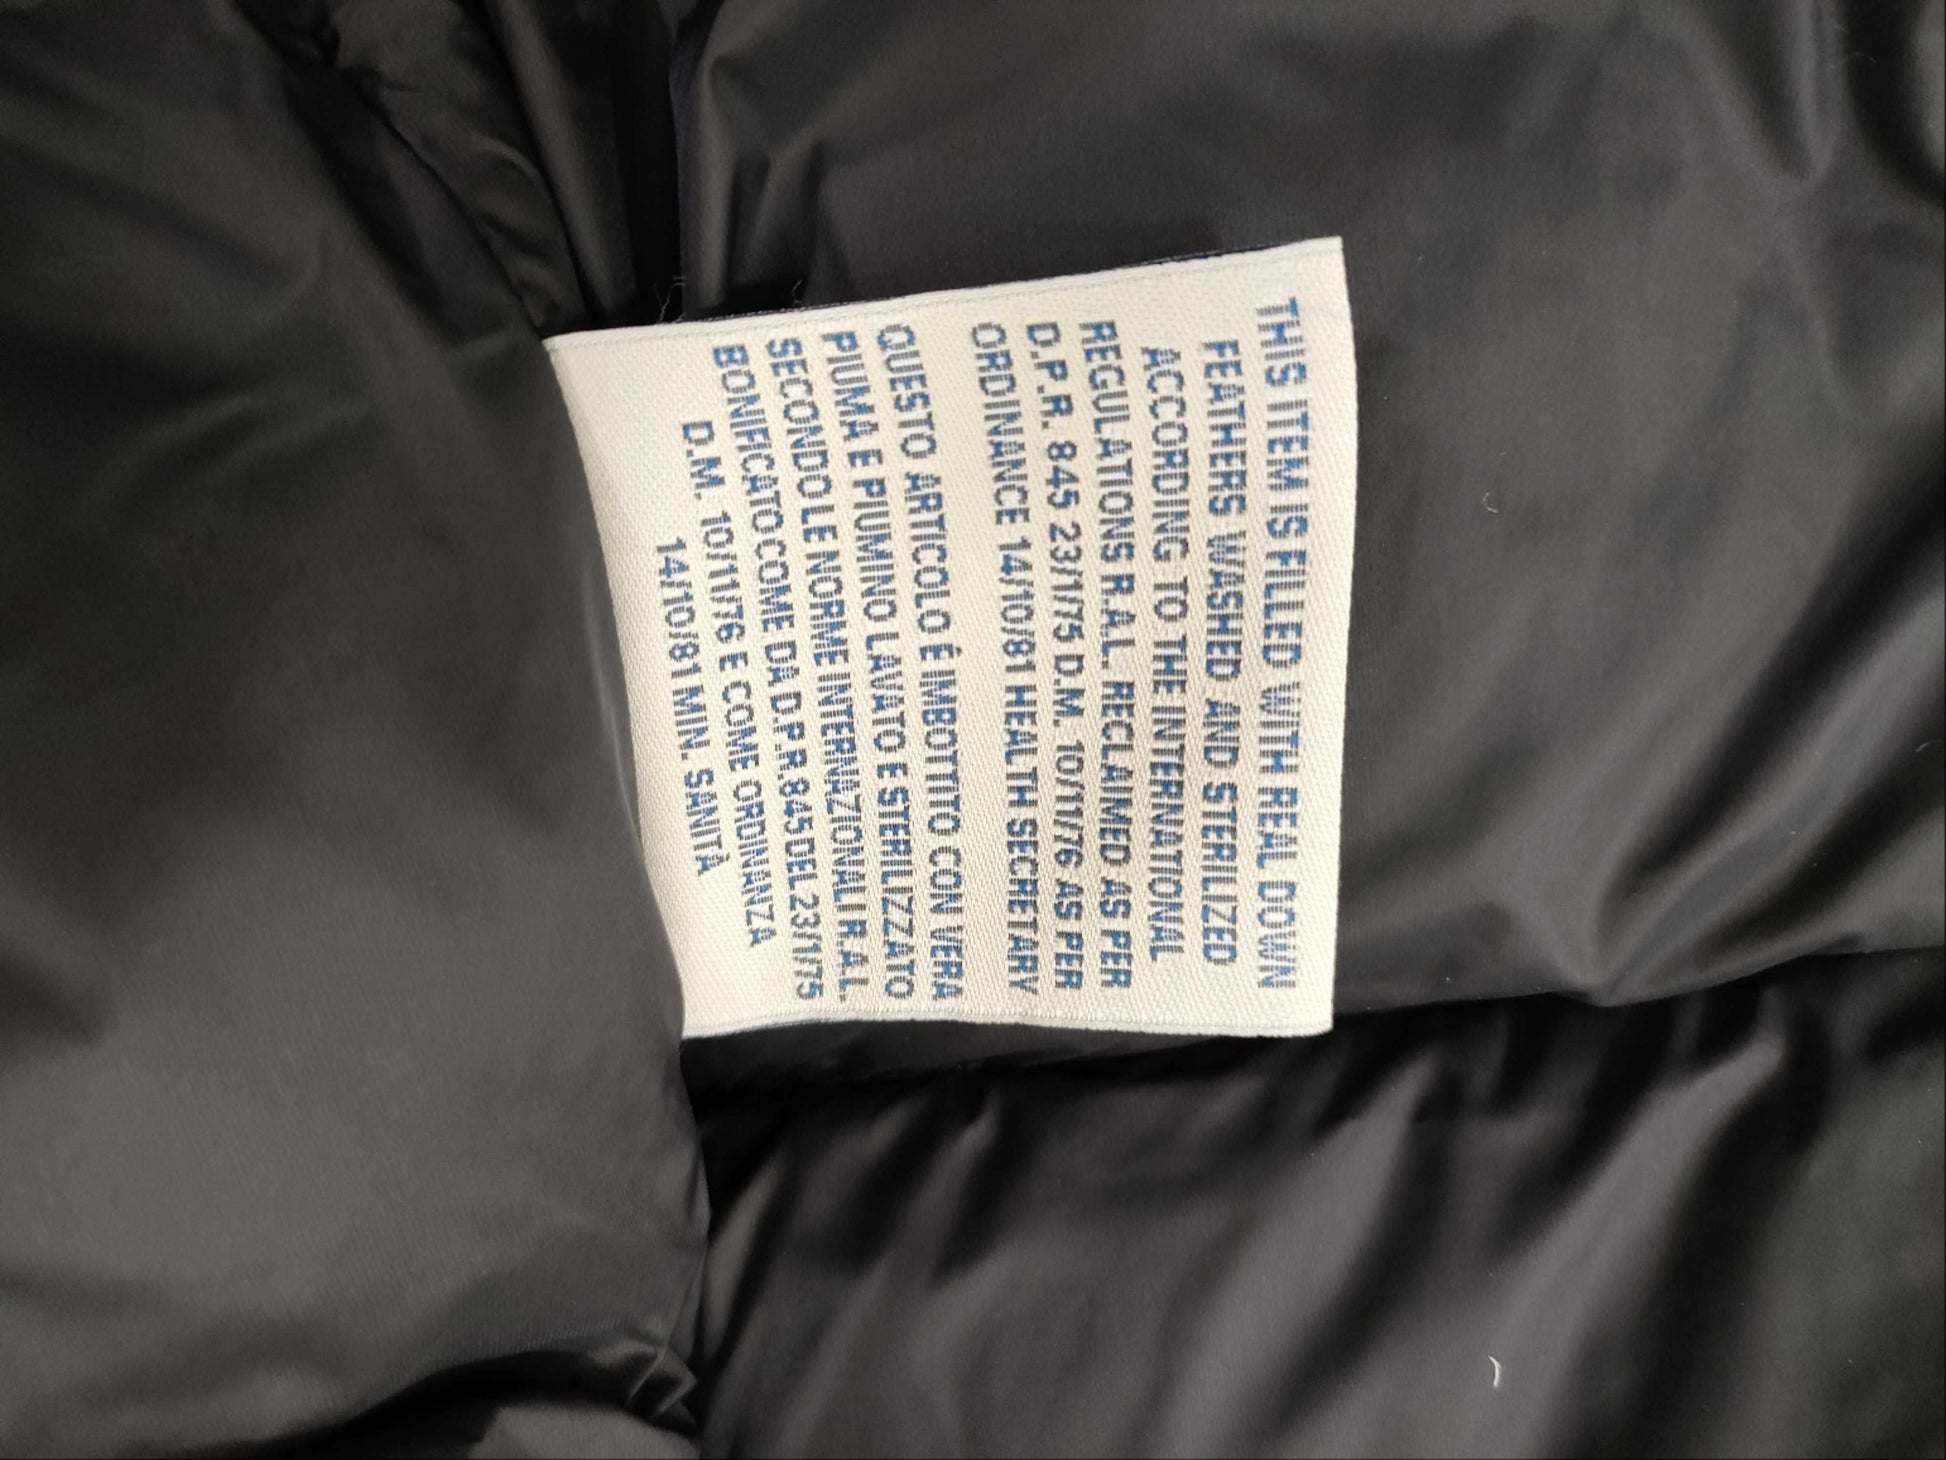 THIS ITEM IS FILLED WITH REAL DOWN
FEATHERS WASHED AND STERILIZED
ACCORDING TO THE INTERNATIONAL
REGULATIONS R.A.L. RECLAIMED AS PER
D.P.R. 845 23/1/75 D.M. 10/11/76 AS PER
ORDINANCE 14/10/81 HEALTH SECRETARY
QUESTO ARTICOLO È IMBOTTITO CON VERA
PIUMA E PIUMINO LAVATO E STERILIZZATO
SECONDO LE NORME INTERNAZIONALI R.A.L.
BONIFICATO COME DA D.P.R. 845 DEL 23/1/75
D.M. 10/11/76 E COME ORDINANZA
14/10/81 MIN. SANITÀ